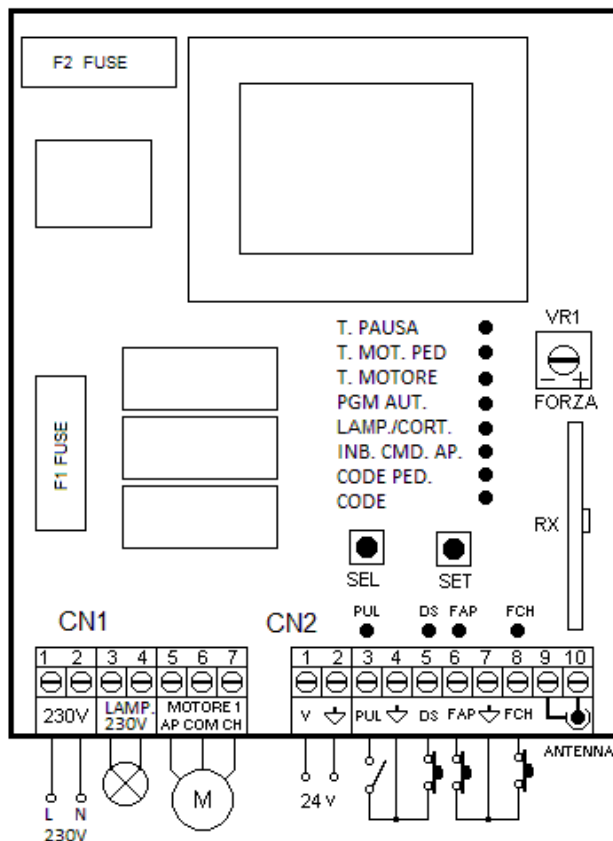 F2 FUSE
VR1
- +
FORZA
T. PAUSA
T. MOT. PED
T. MOTORE
PGM AUT.
LAMP./CORT.
INB. CMD. AP.
CODE PED.
CODE
F1 FUSE
RX
SEL
SET
CN1
CN2
PUL DS FAP FCH
1 2 3 4 5 6 7
1 2 3 4 5 6 7 8 9 10
230V
LAMP.
230V
MOTORE 1
AP COM CH
V PUL DS FAP FCH
ANTENNA
L N
230V
M
24 V